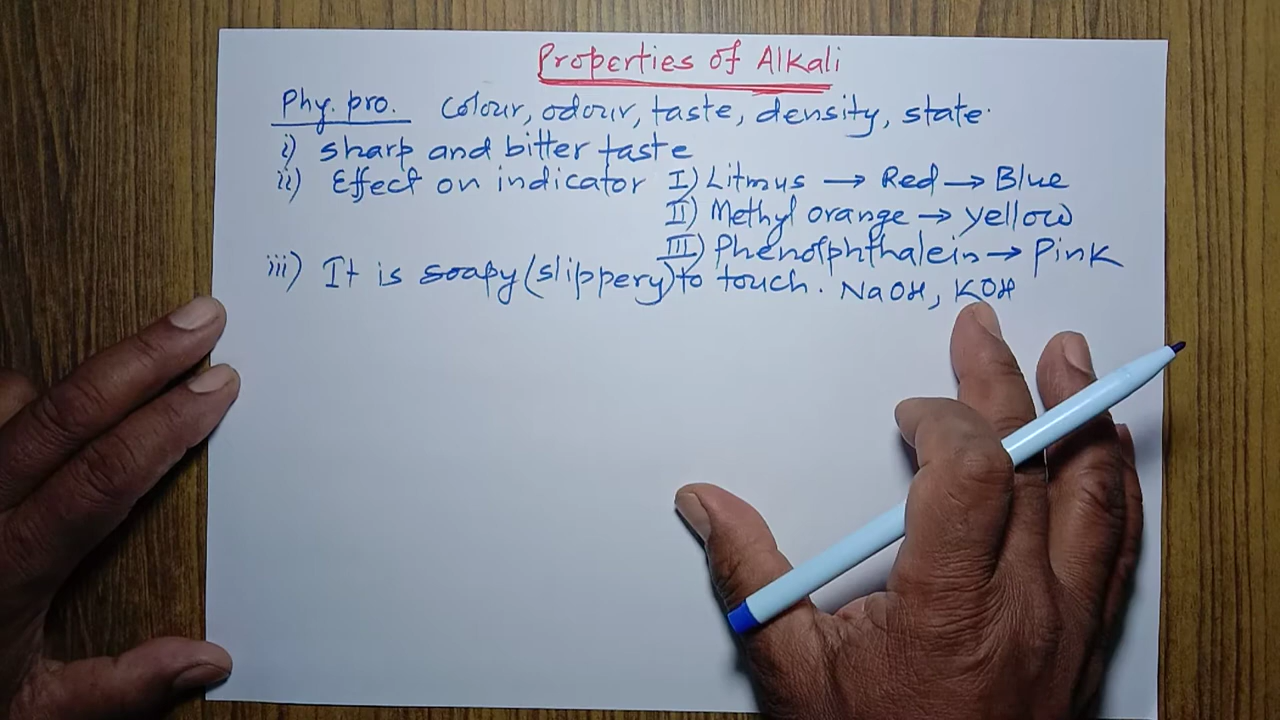 Properties of Alkali
Phy. pro. Colour, odour, taste, density, state.
i) sharp and bitter taste
ii) Effect on indicator I) Litmus → Red → Blue
II) Methyl orange → yellow
III) Phenolphthalein → Pink
iii) It is soapy (slippery) to touch. NaOH, KOH